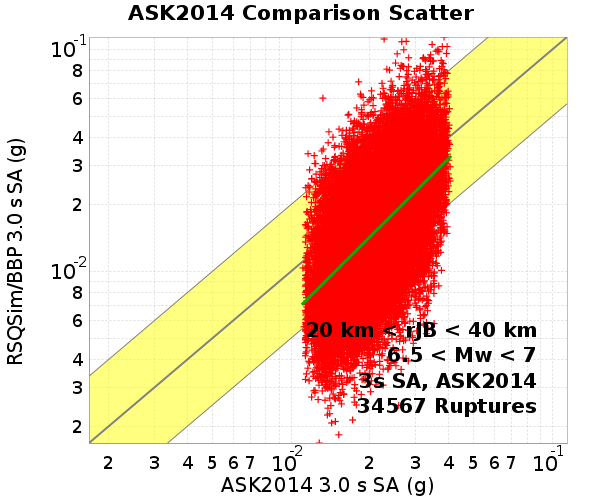 ASK2014 Comparison Scatter
10-1
8
6
4
3
2
10-2
8
6
4
3
2
RSQSim/BBP 3.0 s SA (g)
20 km < rJB < 40 km
6.5 < Mw < 7
3s SA, ASK2014
34567 Ruptures
2 3 4 5 6 7 10-2 2 3 4 5 6 7 10-1
ASK2014 3.0 s SA (g)